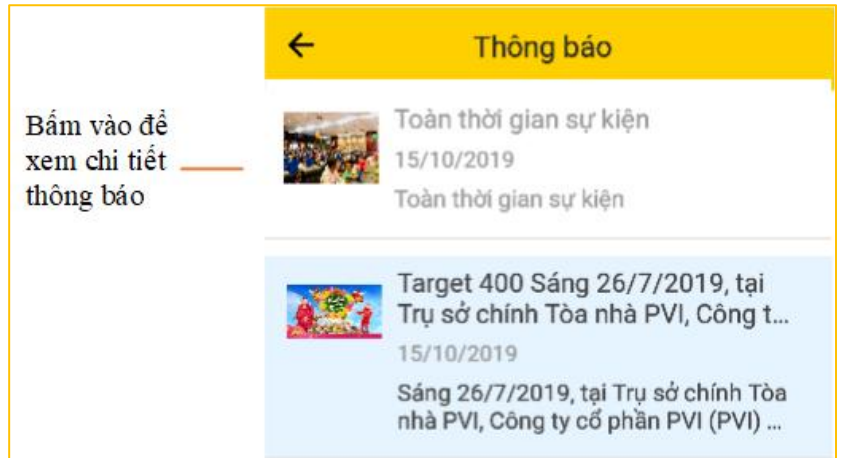 Thông báo
Bấm vào để
xem chi tiết
thông báo
Toàn thời gian sự kiện
15/10/2019
Toàn thời gian sự kiện
Target 400 Sáng 26/7/2019, tại
Trụ sở chính Tòa nhà PVI, Công t...
15/10/2019
Sáng 26/7/2019, tại Trụ sở chính Tòa
nhà PVI, Công ty cổ phần PVI (PVI) ...